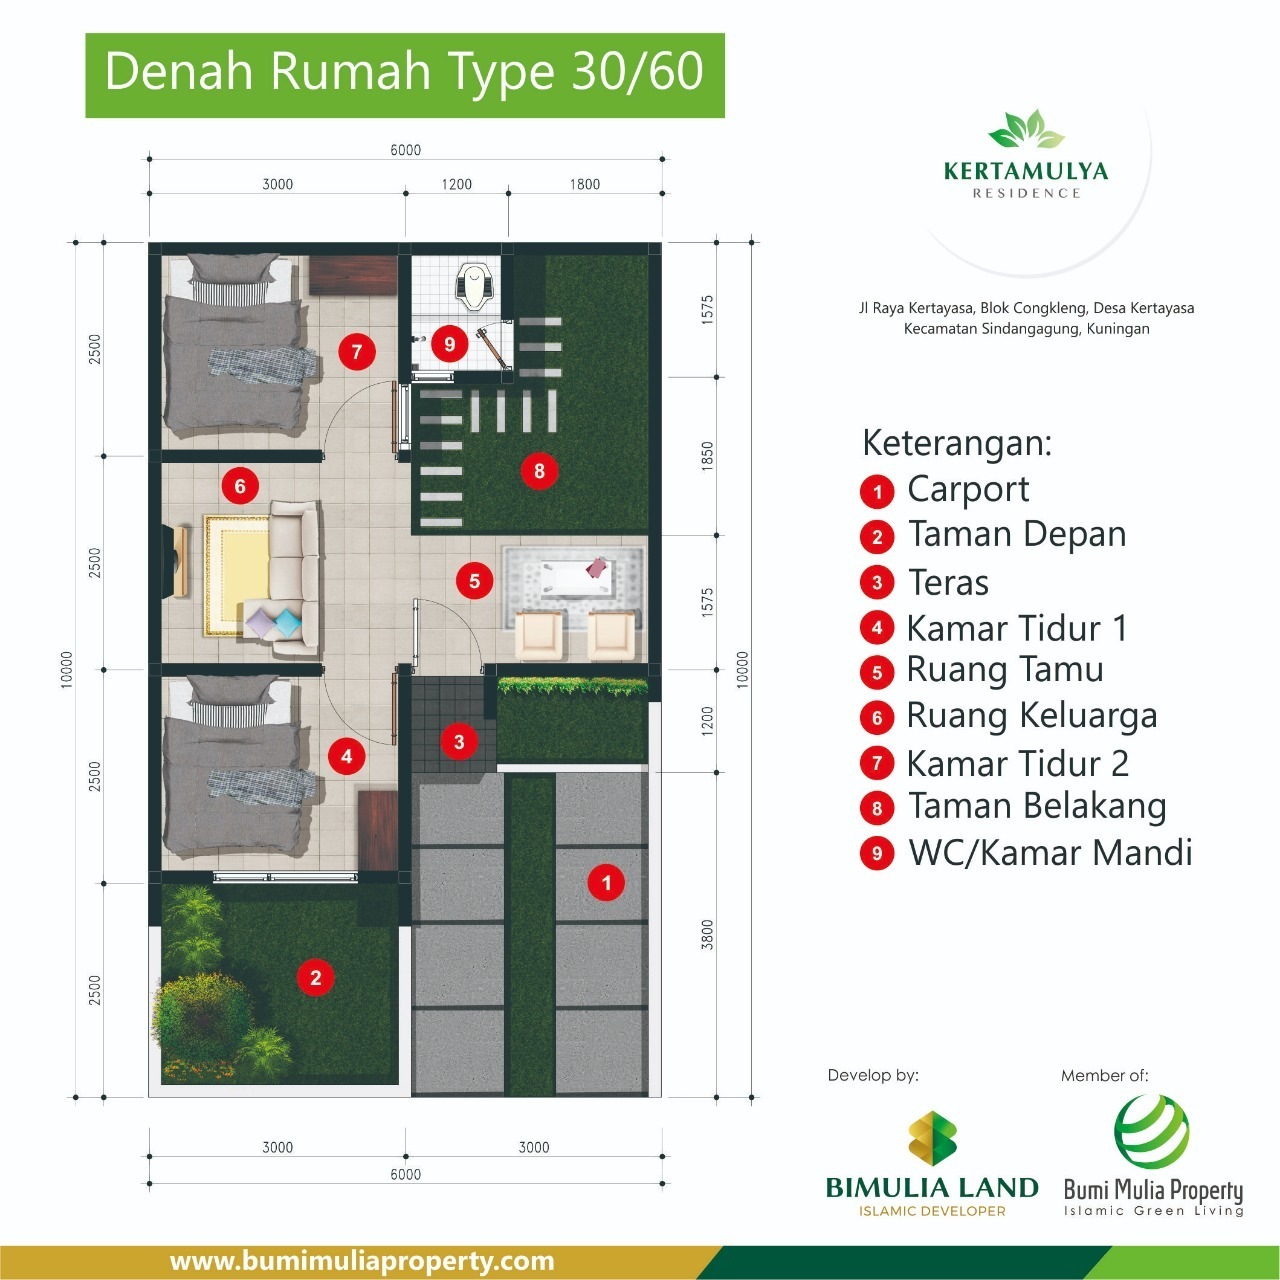 Denah Rumah Type 30/60
KERTAMULYA
RESIDENCE
Jl Raya Kertayasa, Blok Congkleng, Desa Kertayasa
Kecamatan Sindangagung, Kuningan
6000
3000 1200 1800
2500
2500
2500
2500
10000
1575
1850
1575
1200
3800
10000
7
9
8
6
5
4
3
1
2
3000 3000
6000
Keterangan:
1 Carport
2 Taman Depan
3 Teras
4 Kamar Tidur 1
5 Ruang Tamu
6 Ruang Keluarga
7 Kamar Tidur 2
8 Taman Belakang
9 WC/Kamar Mandi
Develop by:
BIMULIA LAND
ISLAMIC DEVELOPER
Member of:
Bumi Mulia Property
Islamic Green Living
www.bumimuliaproperty.com